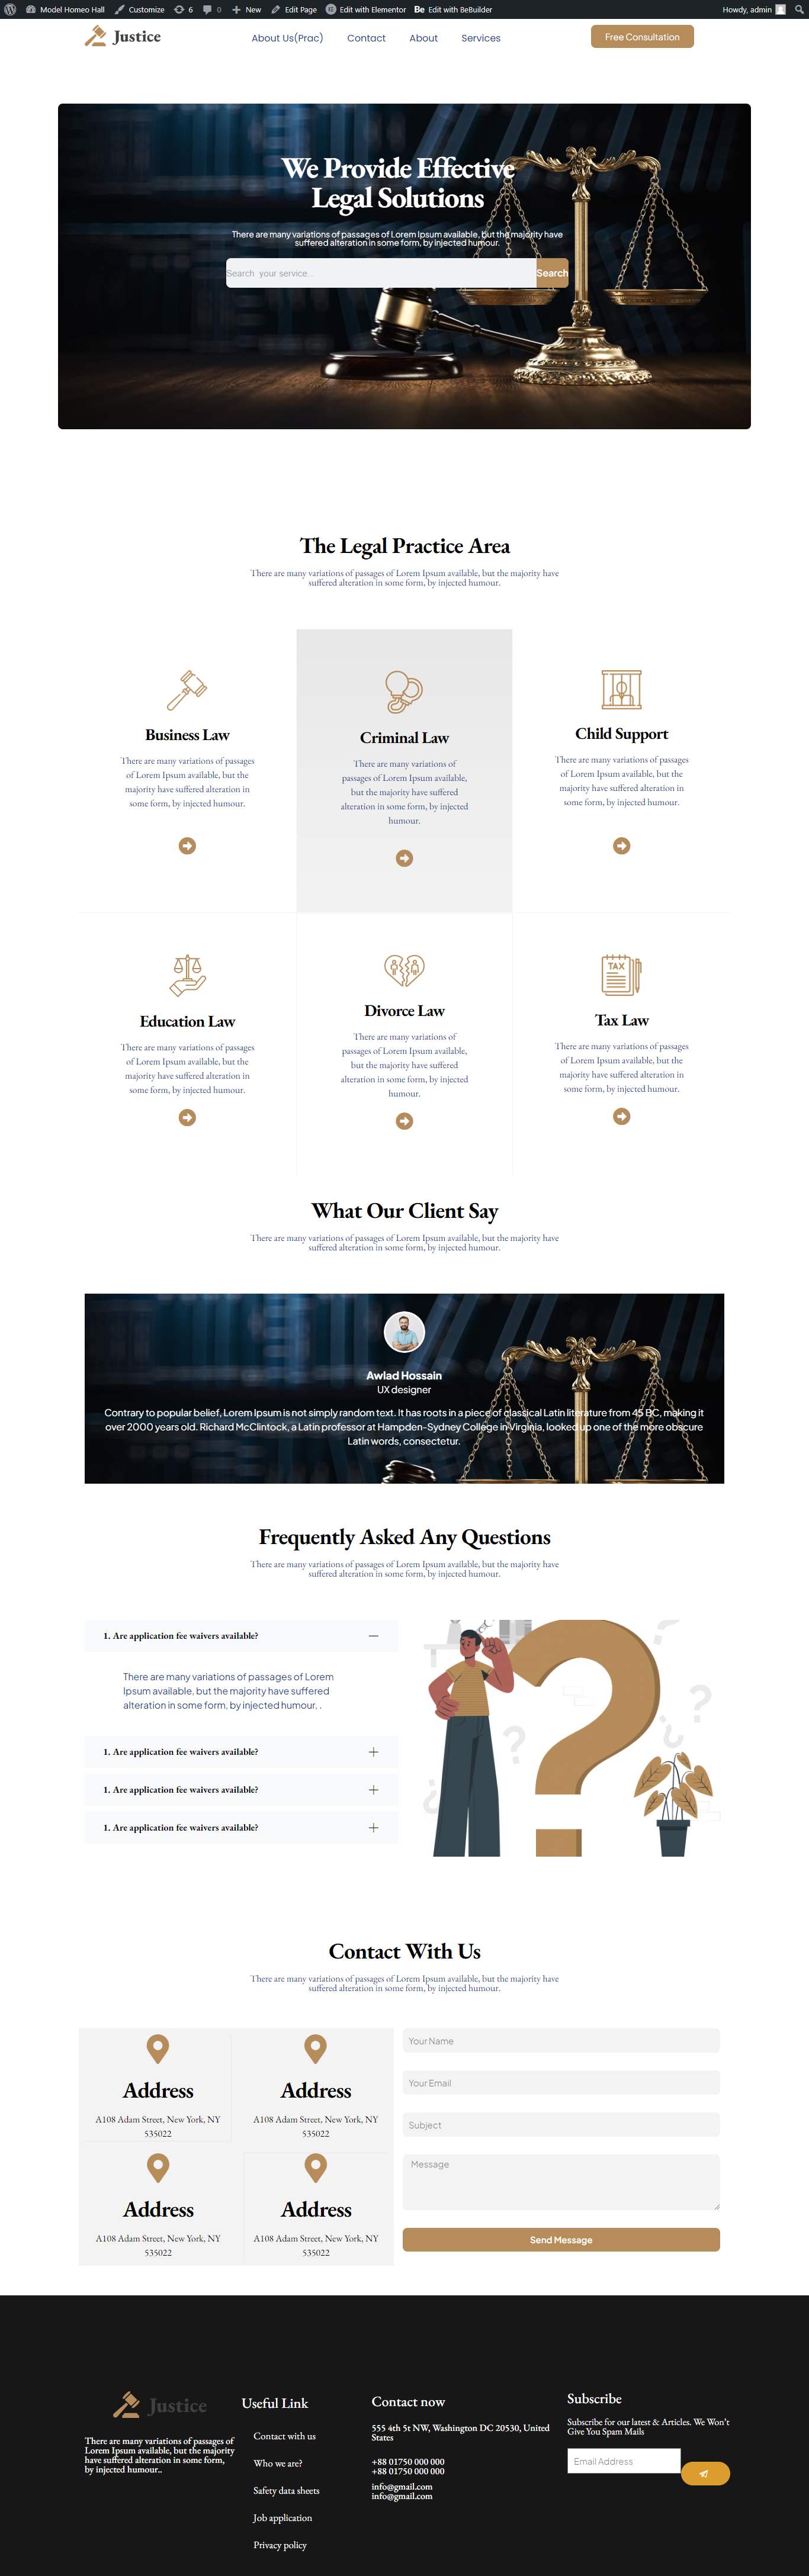 Model Homeo Hall Customize 6 0 New Edit Page Edit with Elementor Be Edit with BeBuilder Howdy, admin
Justice About Us(Prac) Contact About Services Free Consultation
We Provide Effective
Legal Solutions
There are many variations of passages of Lorem Ipsum available, but the majority have
suffered alteration in some form, by injected humour.
Search your service... Search
The Legal Practice Area
There are many variations of passages of Lorem Ipsum available, but the majority have
suffered alteration in some form, by injected humour.
Business Law
There are many variations of passages
of Lorem Ipsum available, but the
majority have suffered alteration in
some form, by injected humour.
Criminal Law
There are many variations of
passages of Lorem Ipsum available,
but the majority have suffered
alteration in some form, by injected
humour.
Child Support
There are many variations of passages
of Lorem Ipsum available, but the
majority have suffered alteration in
some form, by injected humour.
Education Law
There are many variations of passages
of Lorem Ipsum available, but the
majority have suffered alteration in
some form, by injected humour.
Divorce Law
There are many variations of
passages of Lorem Ipsum available,
but the majority have suffered
alteration in some form, by injected
humour.
TAX
Tax Law
There are many variations of passages
of Lorem Ipsum available, but the
majority have suffered alteration in
some form, by injected humour.
What Our Client Say
There are many variations of passages of Lorem Ipsum available, but the majority have
suffered alteration in some form, by injected humour.
Awlad Hossain
UX designer
Contrary to popular belief, Lorem Ipsum is not simply random text. It has roots in a piece of classical Latin literature from 45 BC, making it
over 2000 years old. Richard McClintock, a Latin professor at Hampden-Sydney College in Virginia, looked up one of the more obscure
Latin words, consectetur.
Frequently Asked Any Questions
There are many variations of passages of Lorem Ipsum available, but the majority have
suffered alteration in some form, by injected humour.
1. Are application fee waivers available?
There are many variations of passages of Lorem
Ipsum available, but the majority have suffered
alteration in some form, by injected humour, .
1. Are application fee waivers available?
1. Are application fee waivers available?
1. Are application fee waivers available?
Contact With Us
There are many variations of passages of Lorem Ipsum available, but the majority have
suffered alteration in some form, by injected humour.
Address
A108 Adam Street, New York, NY
535022
Address
A108 Adam Street, New York, NY
535022
Address
A108 Adam Street, New York, NY
535022
Address
A108 Adam Street, New York, NY
535022
Your Name
Your Email
Subject
Message
Send Message
Justice
There are many variations of passages of
Lorem Ipsum available, but the majority
have suffered alteration in some form,
by injected humour..
Useful Link
Contact with us
Who we are?
Safety data sheets
Job application
Privacy policy
Contact now
555 4th 5t NW, Washington DC 20530, United
States
+88 01750 000 000
+88 01750 000 000
info@gmail.com
info@gmail.com
Subscribe
Subscribe for our latest & Articles. We Won't
Give You Spam Mails
Email Address